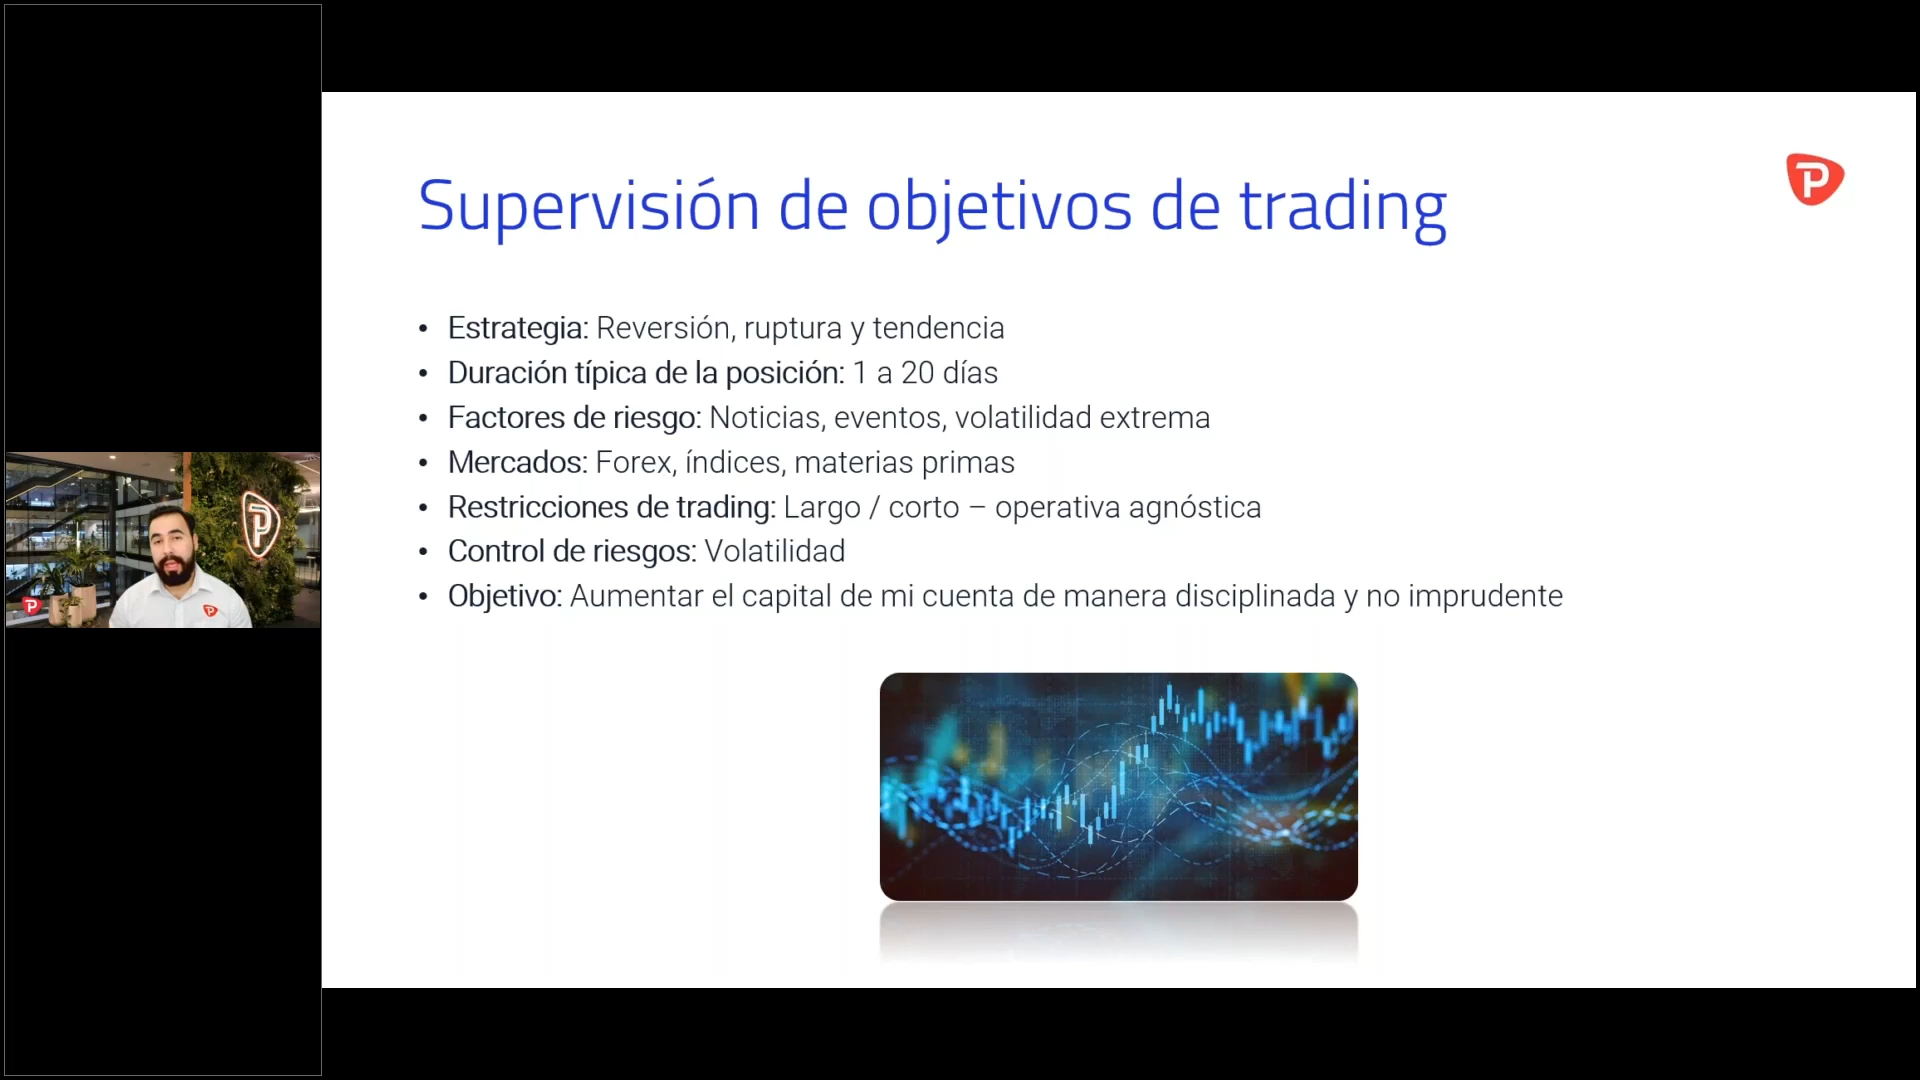 Supervisión de objetivos de trading
P
• Estrategia: Reversión, ruptura y tendencia
• Duración típica de la posición: 1 a 20 días
• Factores de riesgo: Noticias, eventos, volatilidad extrema
• Mercados: Forex, índices, materias primas
• Restricciones de trading: Largo / corto – operativa agnóstica
• Control de riesgos: Volatilidad
• Objetivo: Aumentar el capital de mi cuenta de manera disciplinada y no imprudente
P
P
P